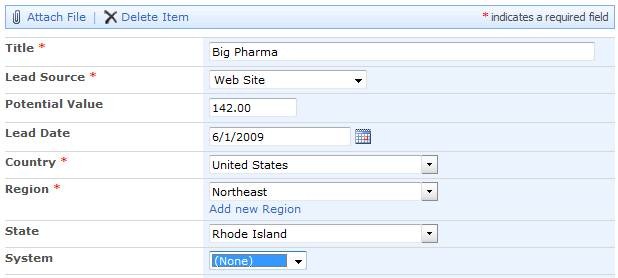 Attach File | Delete Item * indicates a required field
Title * Big Pharma
Lead Source * Web Site
Potential Value 142.00
Lead Date 6/1/2009
Country * United States
Region * Northeast
Add new Region
State Rhode Island
System (None)